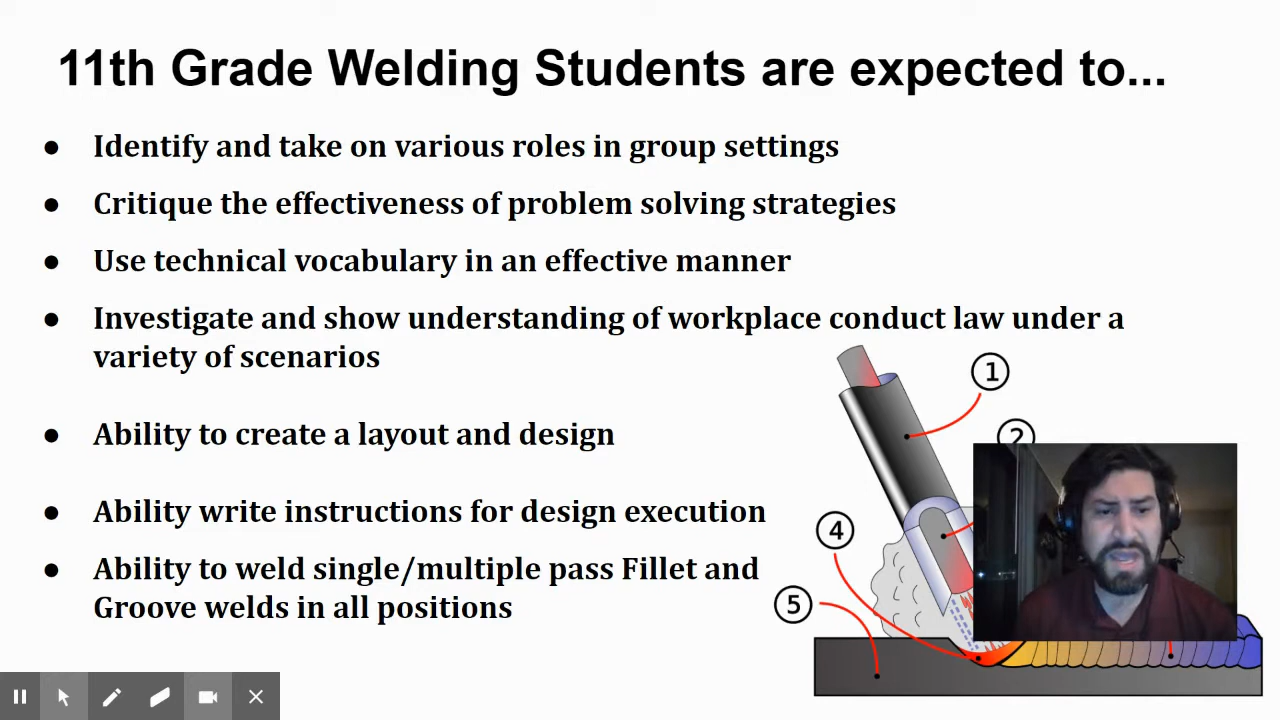 11th Grade Welding Students are expected to...
● Identify and take on various roles in group settings
● Critique the effectiveness of problem solving strategies
● Use technical vocabulary in an effective manner
● Investigate and show understanding of workplace conduct law under a
variety of scenarios
● Ability to create a layout and design
● Ability write instructions for design execution
● Ability to weld single/multiple pass Fillet and
Groove welds in all positions
1
2
4
5